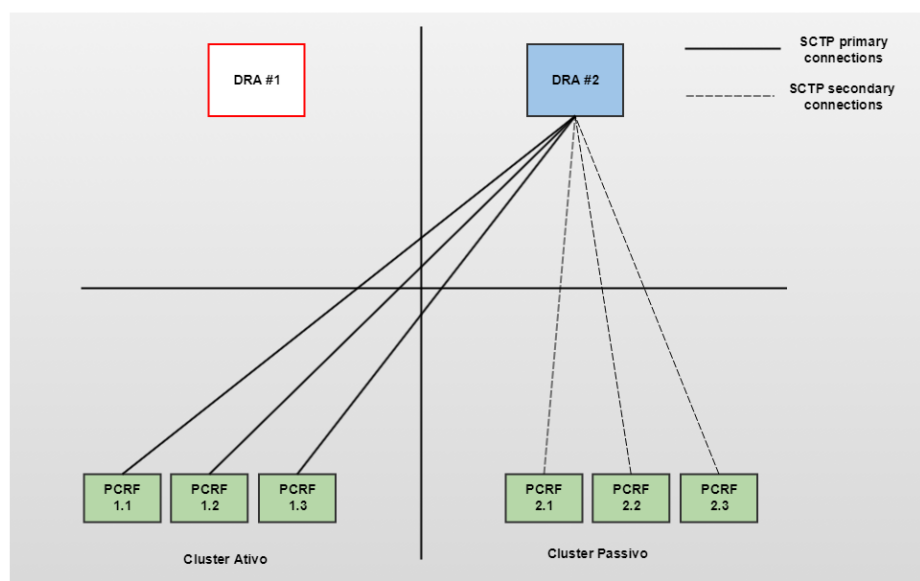 DRA #1
DRA #2
SCTP primary
connections
SCTP secondary
connections
PCRF
1.1
PCRF
1.2
PCRF
1.3
PCRF
2.1
PCRF
2.2
PCRF
2.3
Cluster Ativo
Cluster Passivo